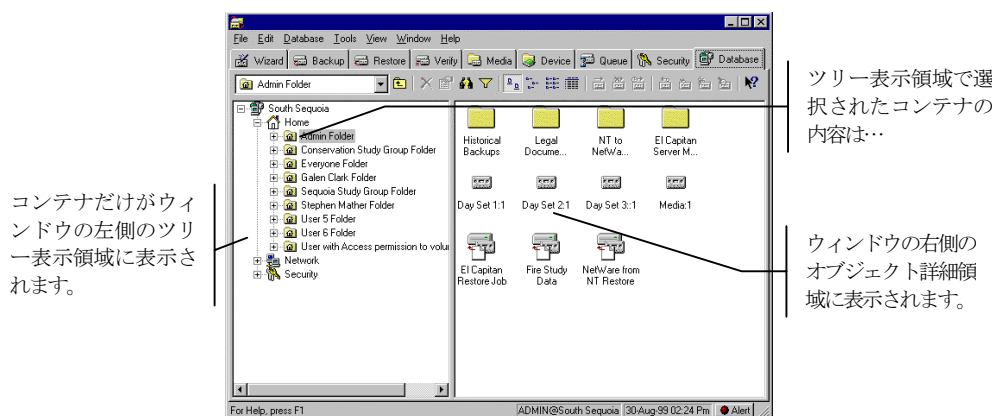 File Edit Database Tools View Window Help
Wizard Backup Restore Verify Media Device Queue Security Database
Admin Folder
South Sequoia
Home
Admin Folder
Conservation Study Group Folder
Everyone Folder
Galen Clark Folder
Sequoia Study Group Folder
Stephen Mather Folder
User 5 Folder
User 6 Folder
User with Access permission to volu
Network
Security
Historical
Backups
Legal
Docume...
NT to
NetWa...
El Capitan
Server M...
Day Set 1:1
Day Set 2:1
Day Set 3::1
Media:1
El Capitan
Restore Job
Fire Study
Data
NetWare from
NT Restore
For Help, press F1
ADMIN@South Sequoia 30-Aug-99 02:24 Pm Alert
コンテナだけがウィ
ンドウの左側のツリ
ー表示領域に表示さ
れます。
ツリー表示領域で選
択されたコンテナの
内容は…
ウィンドウの右側の
オブジェクト詳細領
域に表示されます。